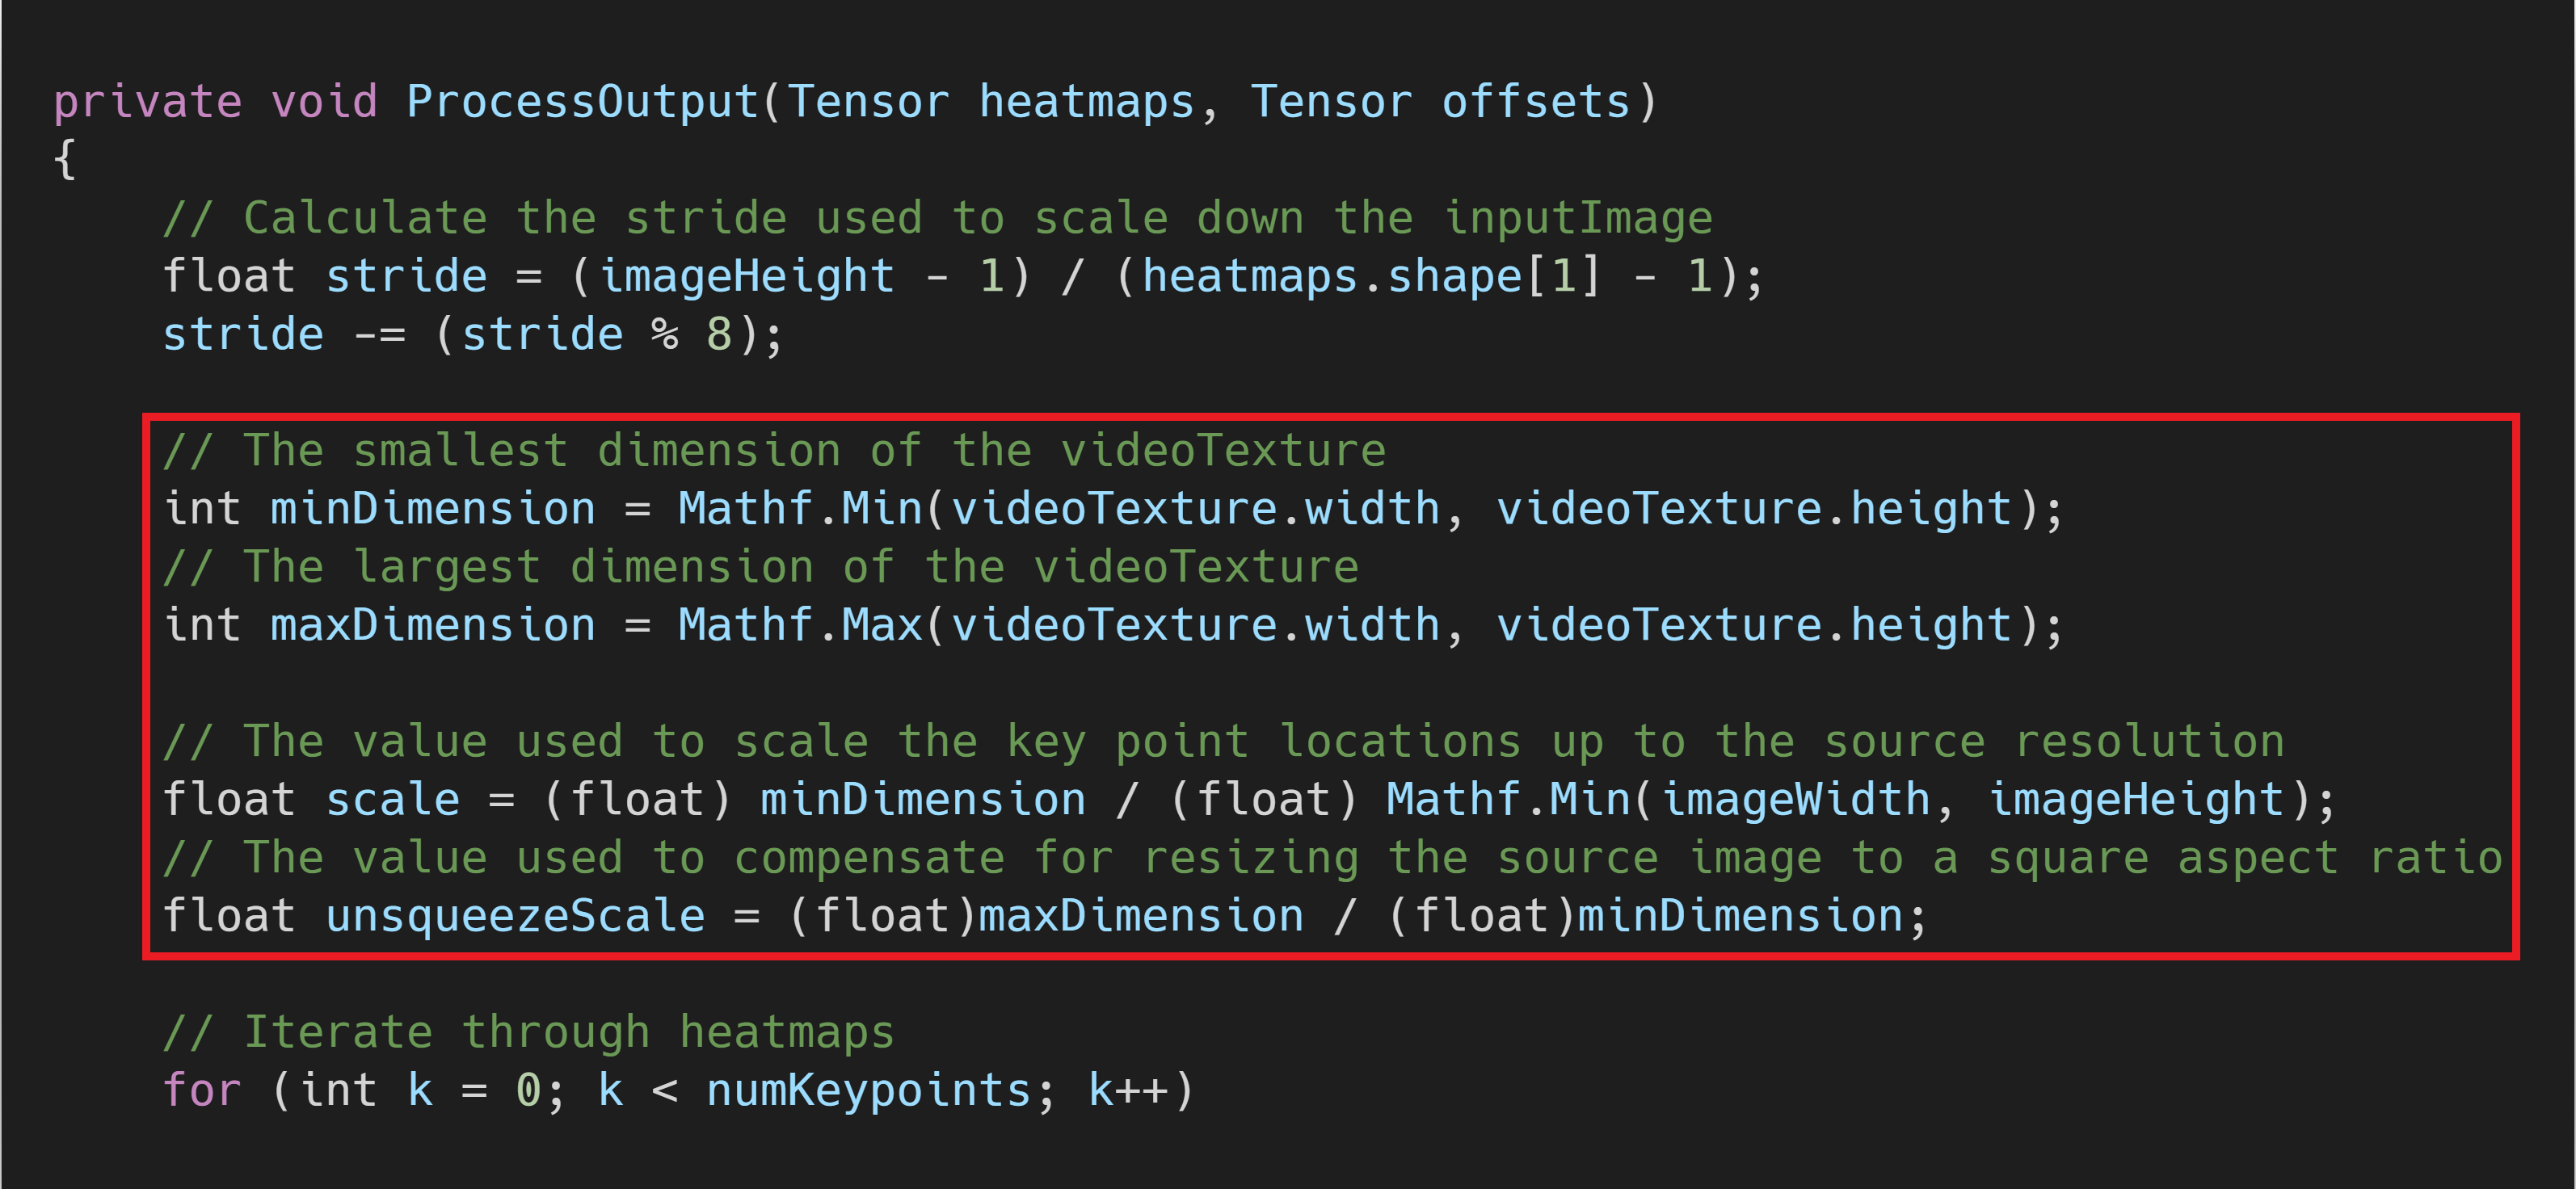 private void ProcessOutput(Tensor heatmaps, Tensor offsets)
{
    // Calculate the stride used to scale down the inputImage
    float stride = (imageHeight - 1) / (heatmaps.shape[1] - 1);
    stride -= (stride % 8);

    // The smallest dimension of the videoTexture
    int minDimension = Mathf.Min(videoTexture.width, videoTexture.height);
    // The largest dimension of the videoTexture
    int maxDimension = Mathf.Max(videoTexture.width, videoTexture.height);

    // The value used to scale the key point locations up to the source resolution
    float scale = (float) minDimension / (float) Mathf.Min(imageWidth, imageHeight);
    // The value used to compensate for resizing the source image to a square aspect ratio
    float unsqueezeScale = (float)maxDimension / (float)minDimension;

    // Iterate through heatmaps
    for (int k = 0; k < numKeypoints; k++)